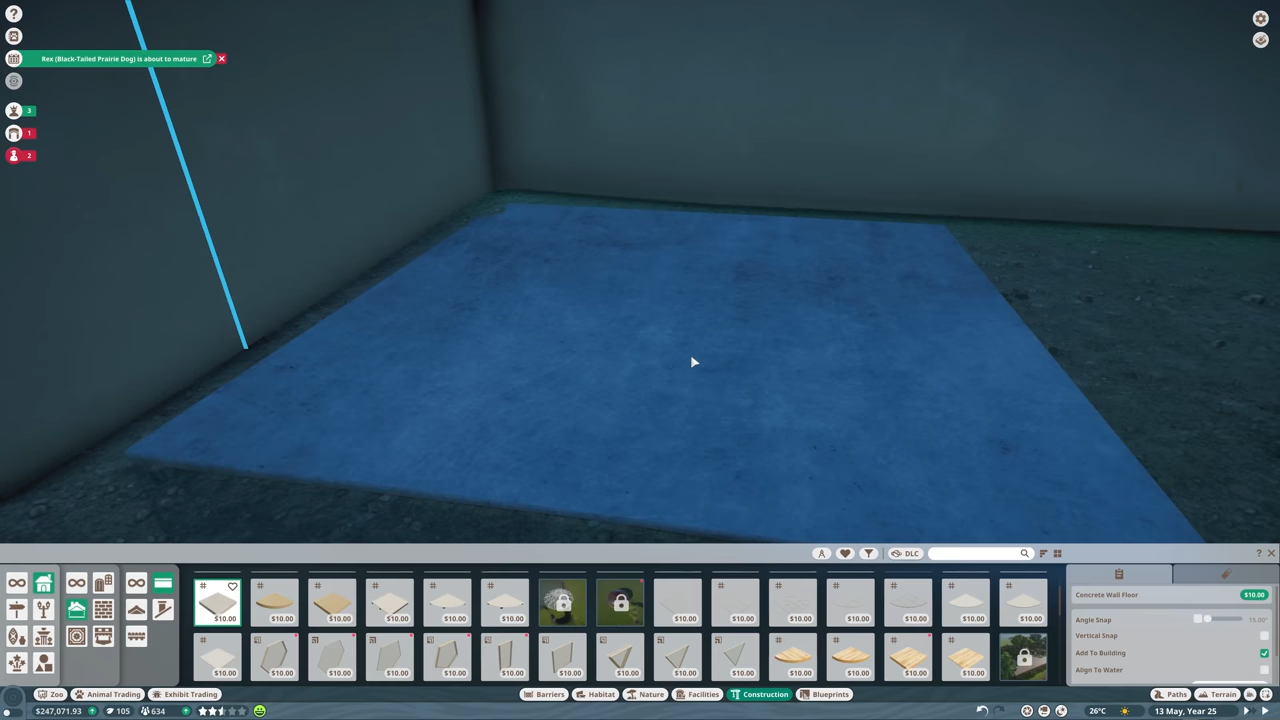 Rex (Black-Tailed Prairie Dog) is about to mature
3
1
2
DLC
$10.00 $10.00 $10.00 $10.00 $10.00 $10.00 $10.00 $10.00 $10.00 $10.00 $10.00 $10.00 $10.00
$10.00 $10.00 $10.00 $10.00 $10.00 $10.00 $10.00 $10.00 $10.00 $10.00 $10.00 $10.00 $10.00 $10.00
Concrete Wall Floor $10.00
Angle Snap 15.00°
Vertical Snap
Add To Building
Align To Water
Zoo Animal Trading Exhibit Trading Barriers Habitat Nature Facilities Construction Blueprints Paths Terrain
$247,071.93 105 634 26°C 13 May, Year 25